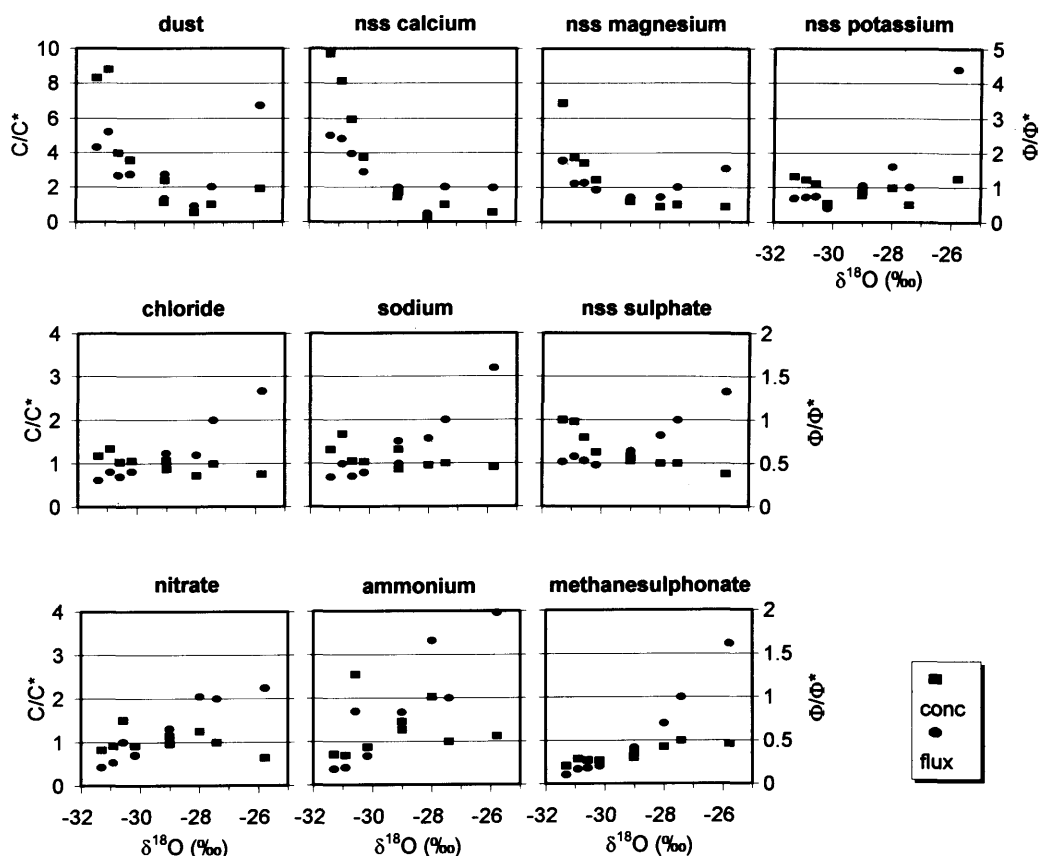 dust
nss calcium
nss magnesium
nss potassium
C/C*
10
8
6
4
2
0
5
4
3
2
1
0
Φ/Φ*
-32 -30 -28 -26
δ¹⁸O (‰)
chloride
sodium
nss sulphate
C/C*
4
3
2
1
0
2
1.5
1
0.5
0
Φ/Φ*
nitrate
ammonium
methanesulphonate
C/C*
4
3
2
1
0
2
1.5
1
0.5
0
Φ/Φ*
-32 -30 -28 -26
δ¹⁸O (‰)
-32 -30 -28 -26
δ¹⁸O (‰)
-32 -30 -28 -26
δ¹⁸O (‰)
conc
flux